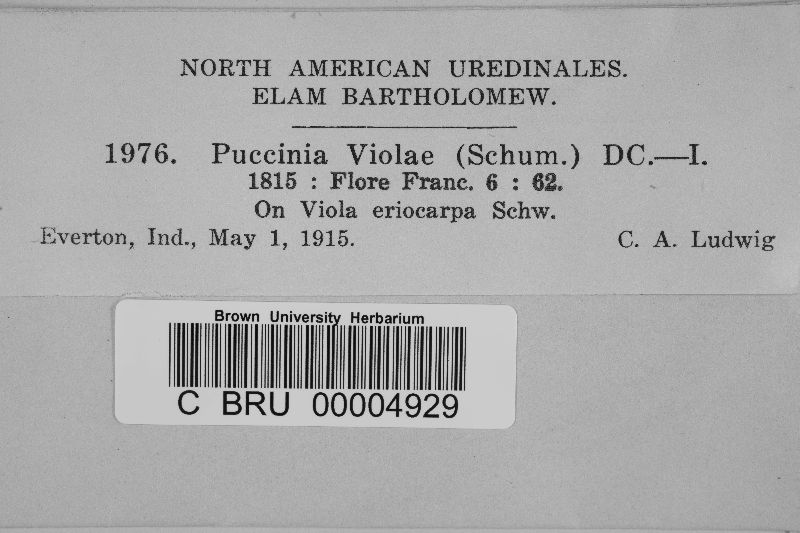 NORTH AMERICAN UREDINALES.
ELAM BARTHOLOMEW.
1976. Puccinia Violae (Schum.) DC.—I.
1815 : Flore Franc. 6 : 62.
On Viola eriocarpa Schw.
Everton, Ind., May 1, 1915. C. A. Ludwig
Brown University Herbarium
C BRU 00004929